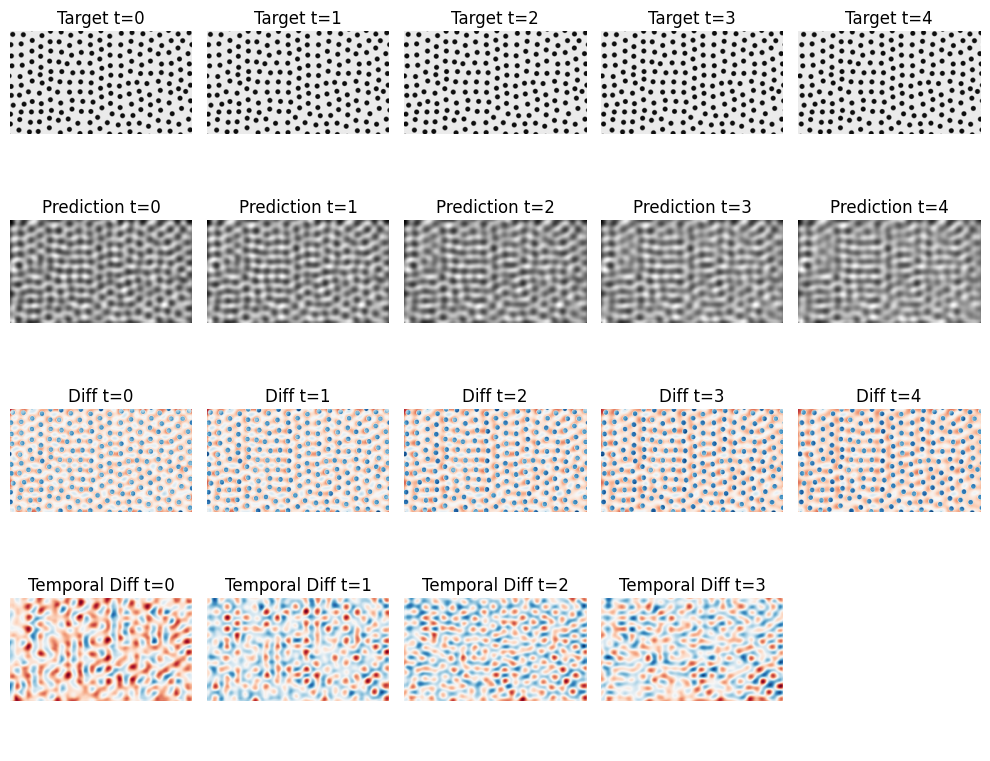 Target t=0
Target t=1
Target t=2
Target t=3
Target t=4
Prediction t=0
Prediction t=1
Prediction t=2
Prediction t=3
Prediction t=4
Diff t=0
Diff t=1
Diff t=2
Diff t=3
Diff t=4
Temporal Diff t=0
Temporal Diff t=1
Temporal Diff t=2
Temporal Diff t=3